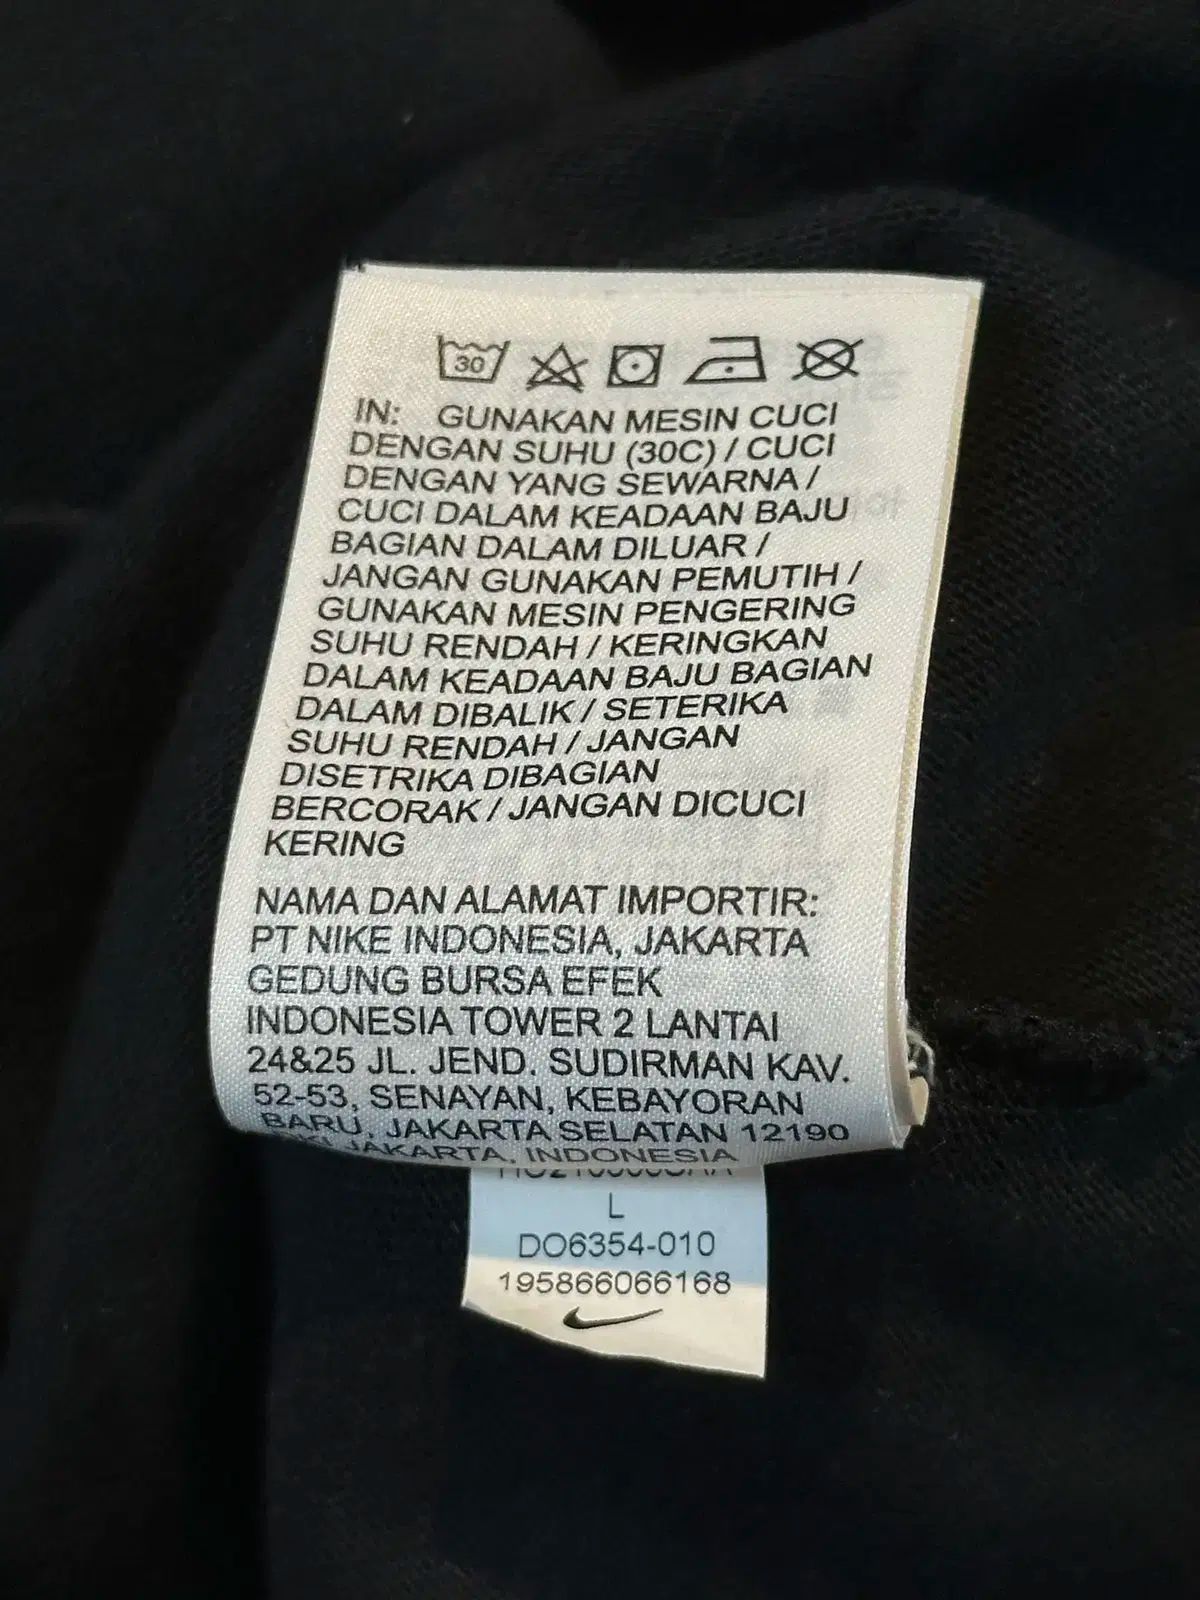 30
IN: GUNAKAN MESIN CUCI
DENGAN SUHU (30C) / CUCI
DENGAN YANG SEWARNA /
CUCI DALAM KEADAAN BAJU
BAGIAN DALAM DILUAR /
JANGAN GUNAKAN PEMUTIH /
GUNAKAN MESIN PENGERING
SUHU RENDAH / KERINGKAN
DALAM KEADAAN BAJU BAGIAN
DALAM DIBALIK / SETERIKA
SUHU RENDAH / JANGAN
DISETRIKA DIBAGIAN
BERCORAK / JANGAN DICUCI
KERING
NAMA DAN ALAMAT IMPORTIR:
PT NIKE INDONESIA, JAKARTA
GEDUNG BURSA EFEK
INDONESIA TOWER 2 LANTAI
24&25 JL. JEND. SUDIRMAN KAV.
52-53, SENAYAN, KEBAYORAN
BARU, JAKARTA SELATAN 12190
JAKARTA, INDONESIA
L
DO6354-010
195866066168